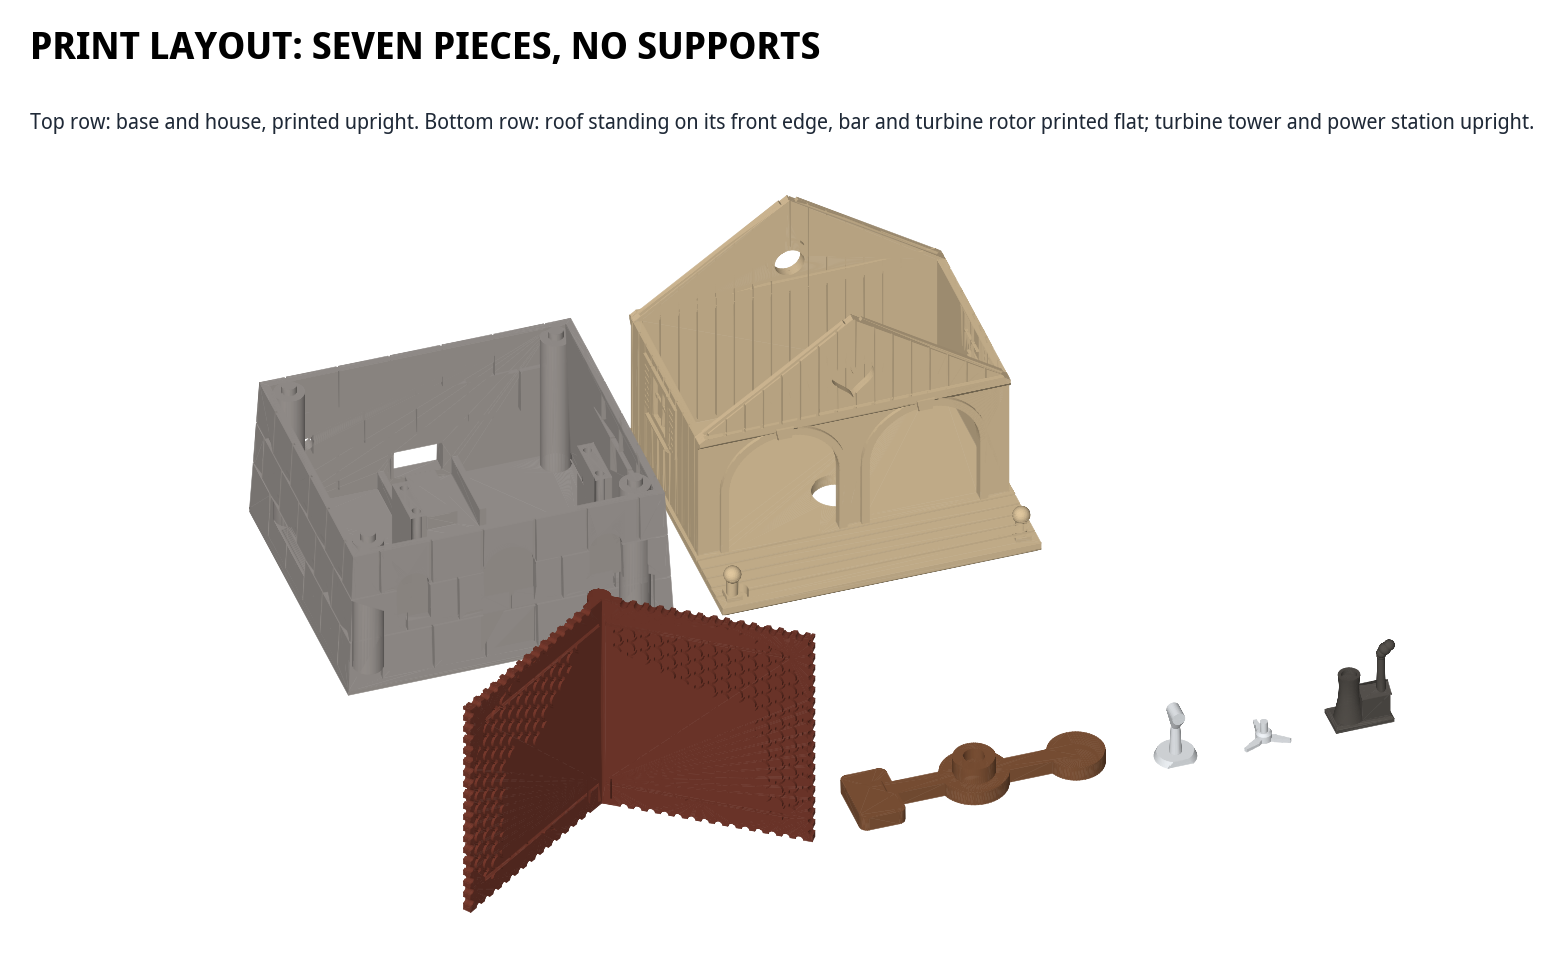 PRINT LAYOUT: SEVEN PIECES, NO SUPPORTS
Top row: base and house, printed upright. Bottom row: roof standing on its front edge, bar and turbine rotor printed flat; turbine tower and power station upright.